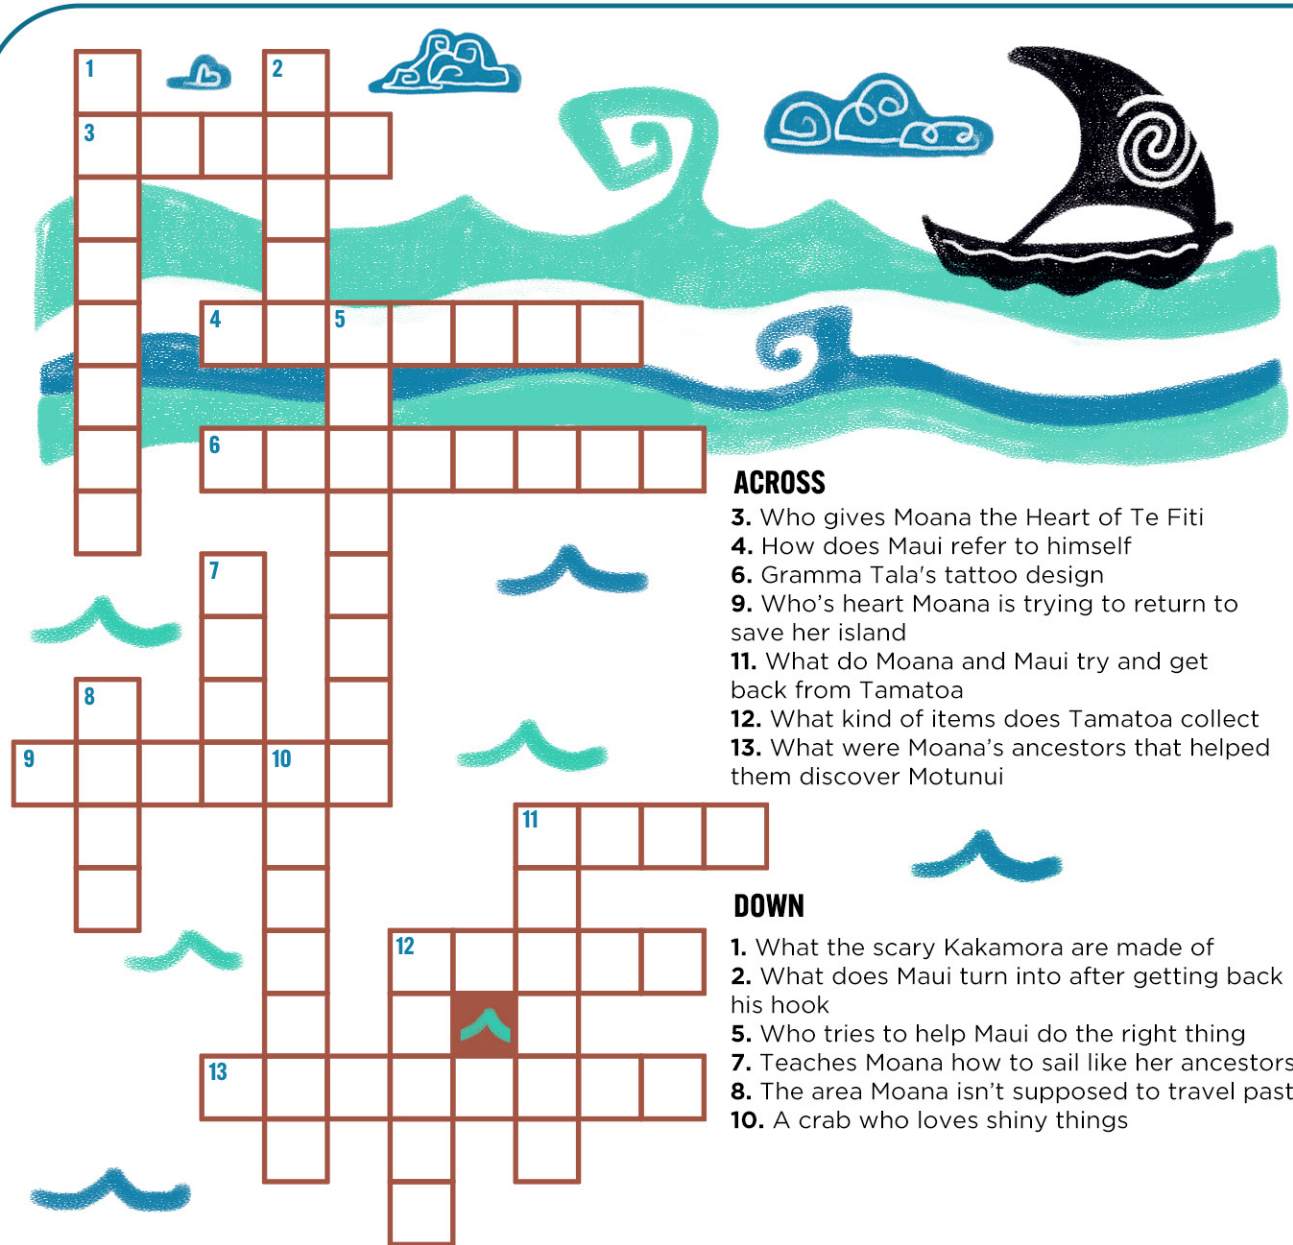 1
2
3
4
5
6
7
8
9
10
11
12
13
ACROSS
3. Who gives Moana the Heart of Te Fiti
4. How does Maui refer to himself
6. Gramma Tala's tattoo design
9. Who's heart Moana is trying to return to
save her island
11. What do Moana and Maui try and get
back from Tamatoa
12. What kind of items does Tamatoa collect
13. What were Moana's ancestors that helped
them discover Motunui
DOWN
1. What the scary Kakamora are made of
2. What does Maui turn into after getting back
his hook
5. Who tries to help Maui do the right thing
7. Teaches Moana how to sail like her ancestors
8. The area Moana isn't supposed to travel past
10. A crab who loves shiny things